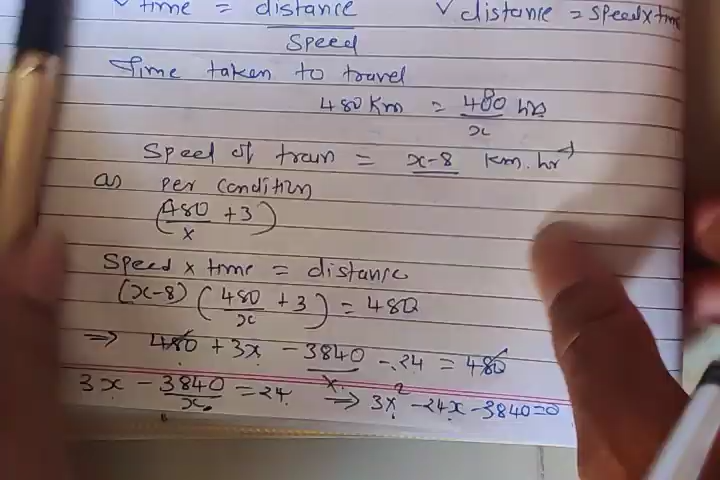 √ time = distance / Speed √ distance = speed x time
Time taken to travel
480 Km = 480/x hrs
Speed of train = x-8 km.hr
as per condition
(480/x + 3)
Speed x time = distance
(x-8) (480/x + 3) = 480
⇒ 480 + 3x - 3840/x - 24 = 480
3x - 3840/x = 24 ⇒ 3x² - 24x - 3840 = 0